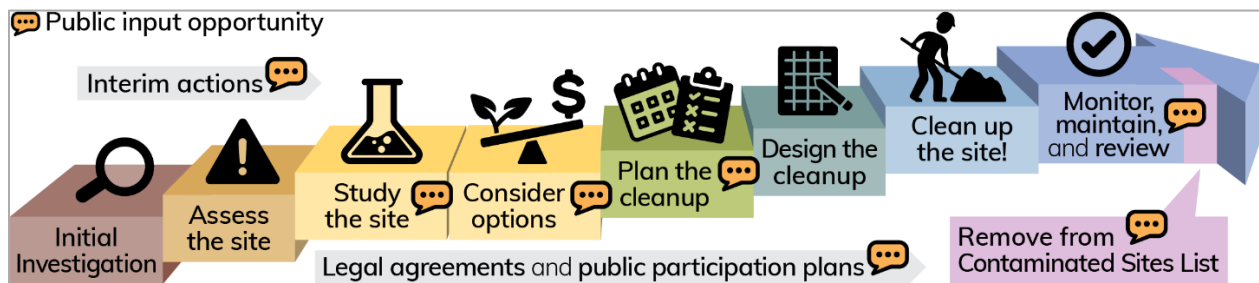 Public input opportunity
Interim actions
Initial
Investigation
Assess
the site
Study
the site
Consider
options
Plan the
cleanup
Design the
cleanup
Clean up
the site!
Monitor,
maintain,
and review
Legal agreements and public participation plans
Remove from
Contaminated Sites List